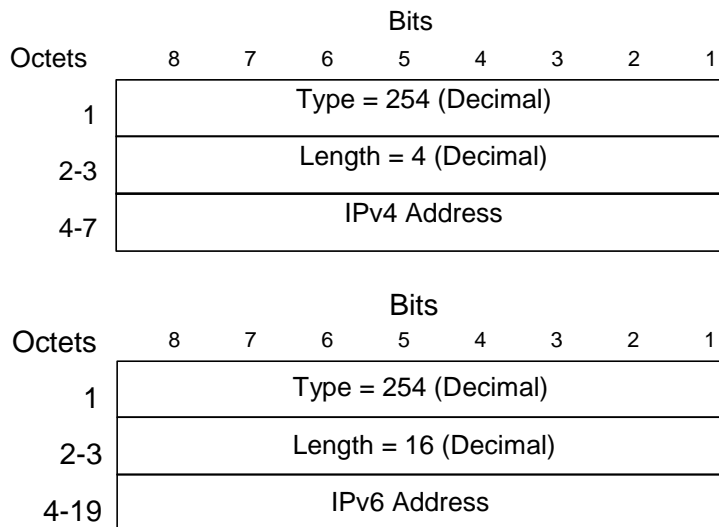 Bits
Octets 8 7 6 5 4 3 2 1
1 Type = 254 (Decimal)
2-3 Length = 4 (Decimal)
4-7 IPv4 Address
Bits
Octets 8 7 6 5 4 3 2 1
1 Type = 254 (Decimal)
2-3 Length = 16 (Decimal)
4-19 IPv6 Address